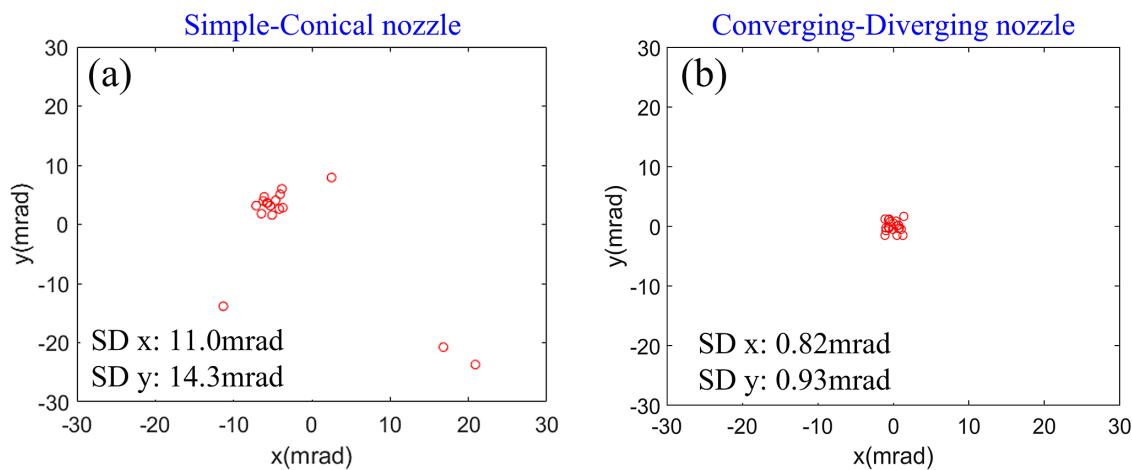 Simple-Conical nozzle
(a)
30
20
10
0
-10
-20
-30
y(mrad)
SD x: 11.0mrad
SD y: 14.3mrad
-30 -20 -10 0 10 20 30
x(mrad)
Converging-Diverging nozzle
(b)
30
20
10
0
-10
-20
-30
y(mrad)
SD x: 0.82mrad
SD y: 0.93mrad
-30 -20 -10 0 10 20 30
x(mrad)